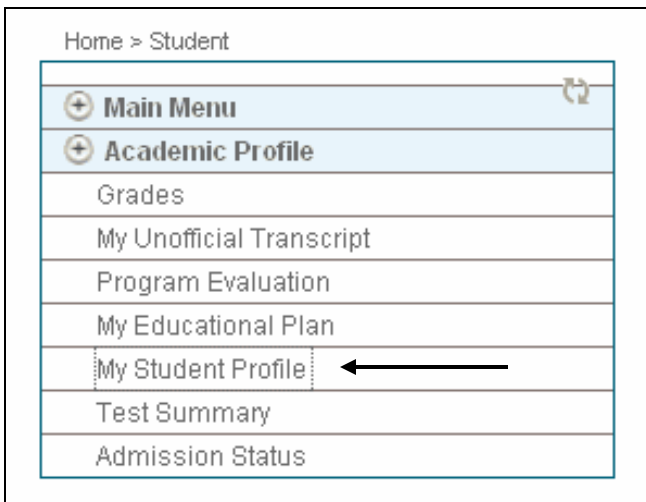 Home > Student
Main Menu
Academic Profile
Grades
My Unofficial Transcript
Program Evaluation
My Educational Plan
My Student Profile
Test Summary
Admission Status